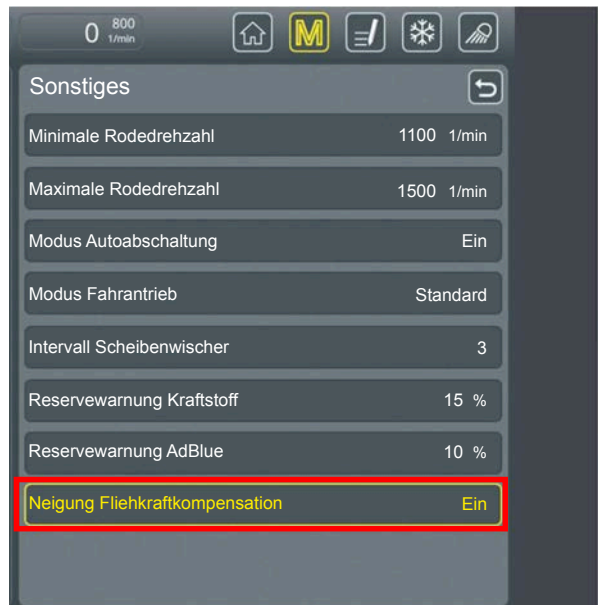 0 800 1/min M
Sonstiges
Minimale Rodedrehzahl 1100 1/min
Maximale Rodedrehzahl 1500 1/min
Modus Autoabschaltung Ein
Modus Fahrantrieb Standard
Intervall Scheibenwischer 3
Reservewarnung Kraftstoff 15 %
Reservewarnung AdBlue 10 %
Neigung Fliehkraftkompensation Ein